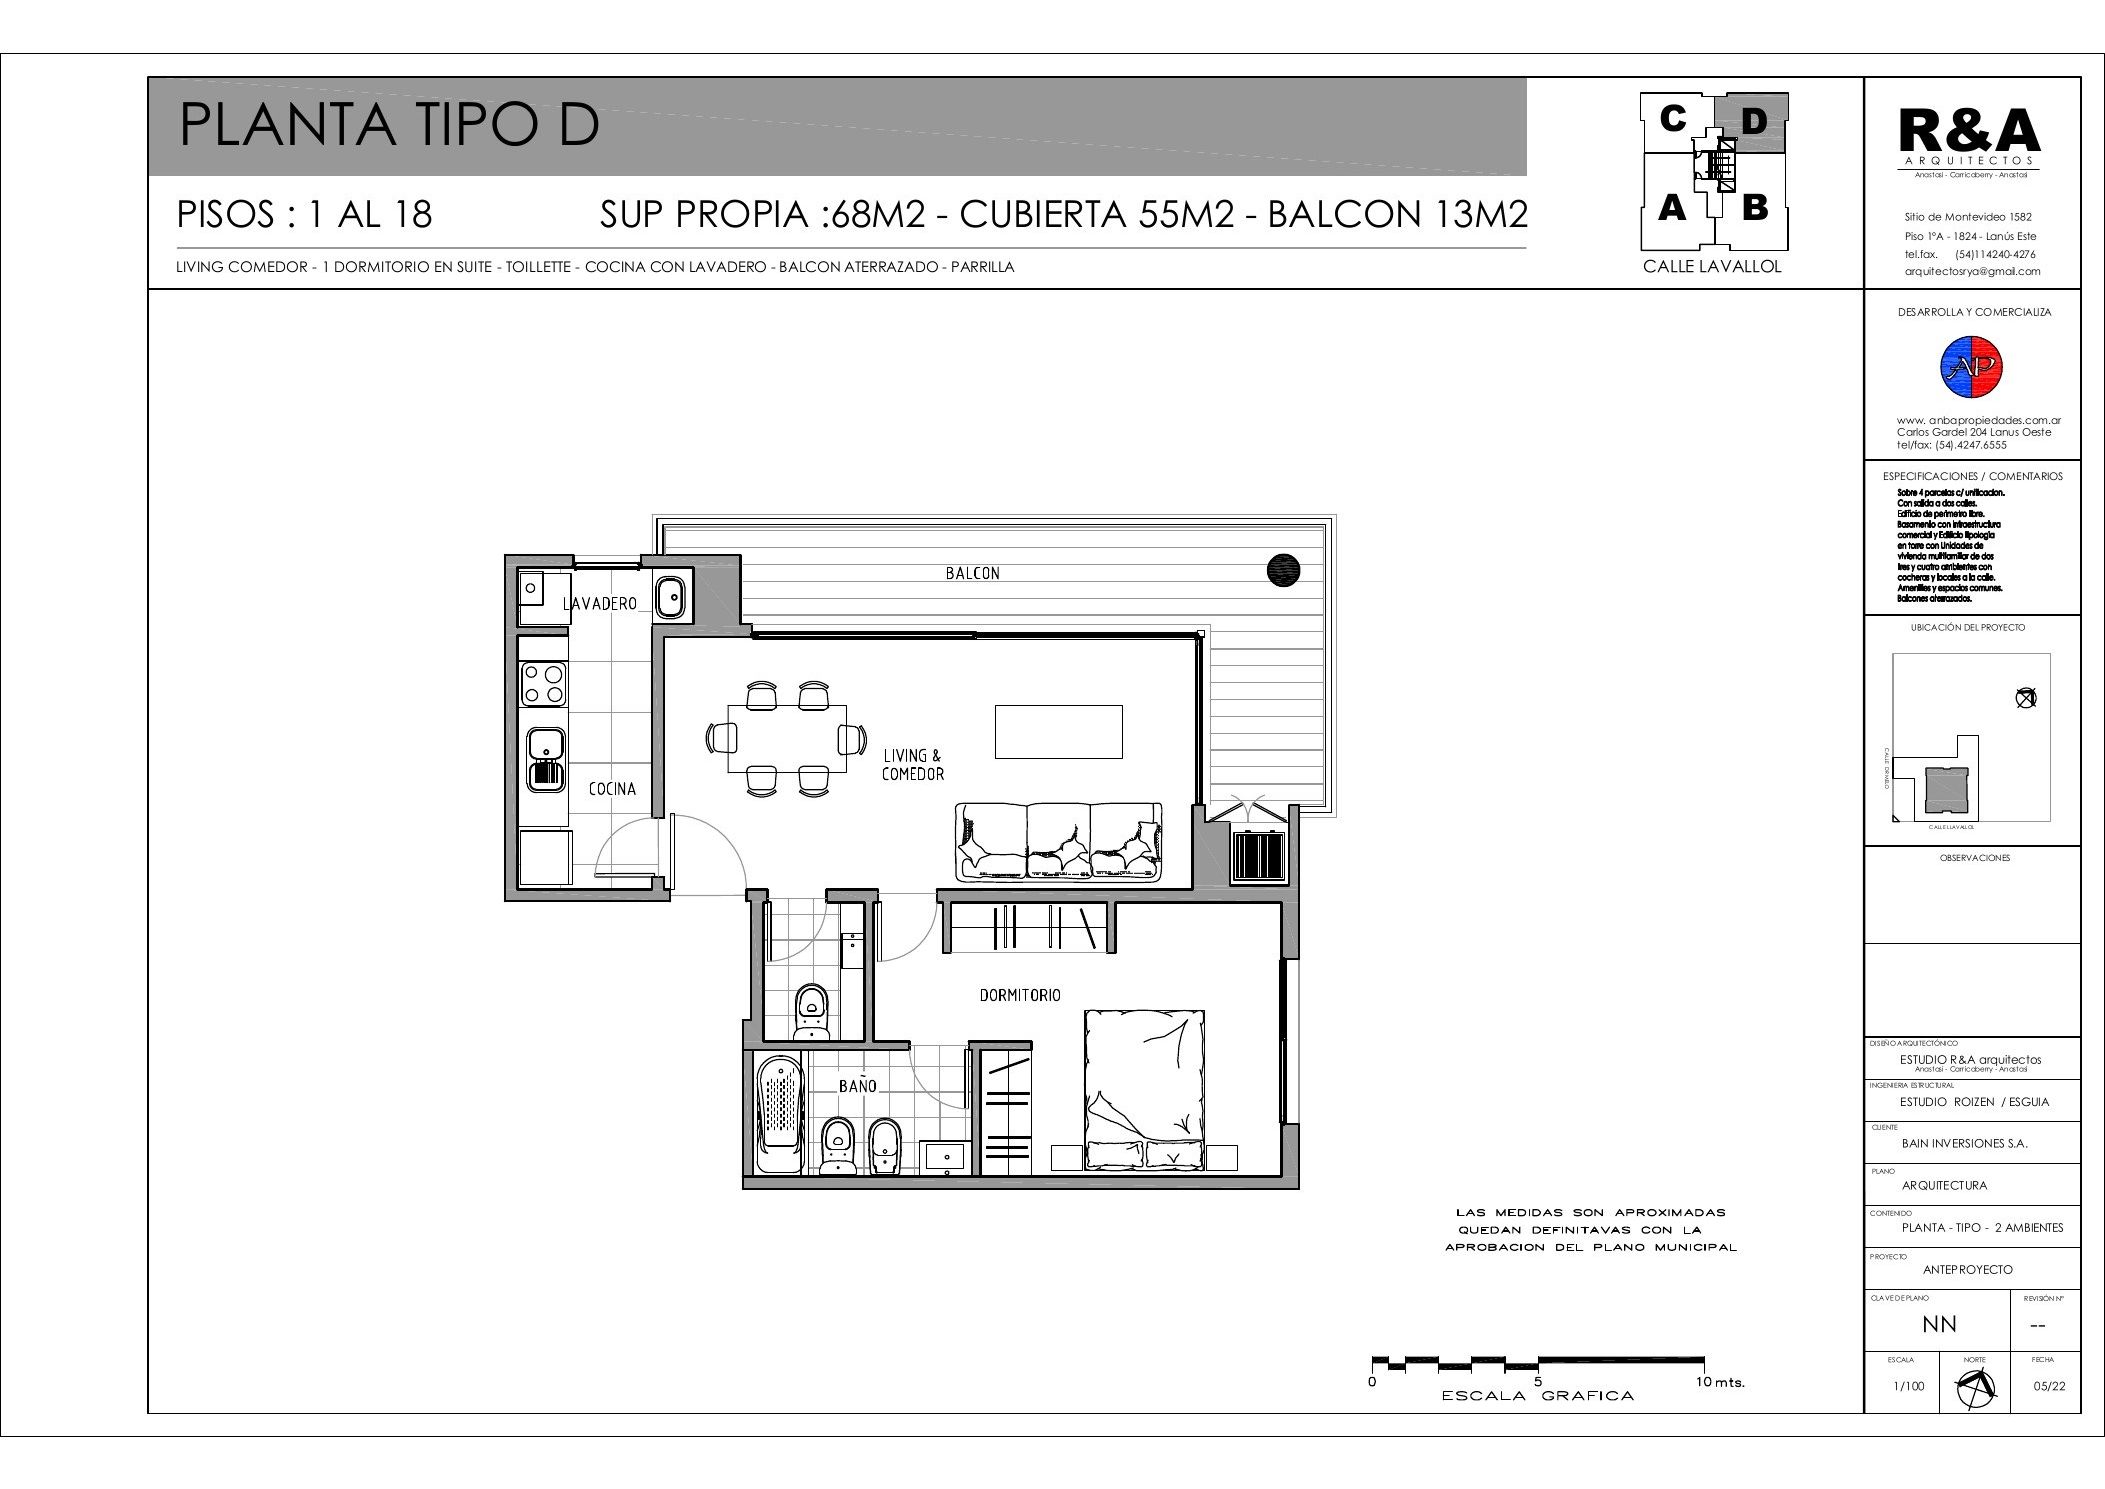 PLANTA TIPO D
PISOS : 1 AL 18
SUP PROPIA :68M2 - CUBIERTA 55M2 - BALCON 13M2
LIVING COMEDOR - 1 DORMITORIO EN SUITE - TOILLETTE - COCINA CON LAVADERO - BALCON ATERRAZADO - PARRILLA
C
D
A
B
CALLE LAVALLOL
R&A
ARQUITECTOS
Anastasi - Carricaberry - Anastasi
Sitio de Montevideo 1582
Piso 1ºA - 1824 - Lanús Este
tel.fax. (54)114240-4276
arquitectosrya@gmail.com
DESARROLLA Y COMERCIALIZA
AP
www. anbapropiedades.com.ar
Carlos Gardel 204 Lanus Oeste
tel/fax: (54).4247.6555
ESPECIFICACIONES / COMENTARIOS
Sobre 4 parcelas c/ unificacion.
Con salida a dos calles.
Edificio de perimetro libre.
Basamento con infraestructura
comercial y Edificio tipologia
en torre con Unidades de
vivienda multifamiliar de dos
tres y cuatro ambientes con
cocheras y locales a la calle.
Amenities y espacios comunes.
Balcones aterrazados.
UBICACIÓN DEL PROYECTO
CALLE LLAVALLOL
OBSERVACIONES
BALCON
LAVADERO
COCINA
LIVING &
COMEDOR
DORMITORIO
BAÑO
LAS MEDIDAS SON APROXIMADAS
QUEDAN DEFINITAVAS CON LA
APROBACION DEL PLANO MUNICIPAL
0 5 10 mts.
ESCALA GRAFICA
DISEÑO ARQUITECTÓNICO
ESTUDIO R&A arquitectos
Anastasi - Carricaberry - Anastasi
INGENIERIA ESTRUCTURAL
ESTUDIO ROIZEN / ESGUIA
CLIENTE
BAIN INVERSIONES S.A.
PLANO
ARQUITECTURA
CONTENIDO
PLANTA - TIPO - 2 AMBIENTES
PROYECTO
ANTEPROYECTO
CLAVE DE PLANO
NN
REVISIÓN Nº
--
ESCALA
1/100
NORTE
FECHA
05/22